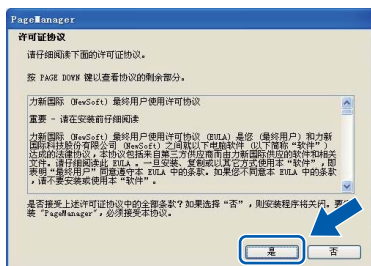 PageManager
许可证协议
请仔细阅读下面的许可证协议。
按 PAGE DOWN 键以查看协议的剩余部分。
力新国际 (NewSoft) 最终用户使用许可协议
重要 - 请在安装前仔细阅读
力新国际 (NewSoft) 最终用户使用许可协议 (EULA) 是您 (最终用户) 和力新
国际科技股份有限公司 (NewSoft) 之间就以下电脑软件 (以下简称 “软件” )
达成的法律协议，本协议包括来自第三方供应商而由力新国际供应的软件和相关
文件。请仔细阅读此 EULA 。一旦安装、复制或以其它方式使用本 “软件” ，即
表明 “最终用户” 同意遵守本 EULA 中的条款。如果您不同意本 EULA 中的条款
，请不要安装或使用本 “软件” 。
是否接受上述许可证协议中的全部条款？如果选择 “否” ，则安装程序将关闭。要
装 “PageManager”，必须接受本协议。
是
否